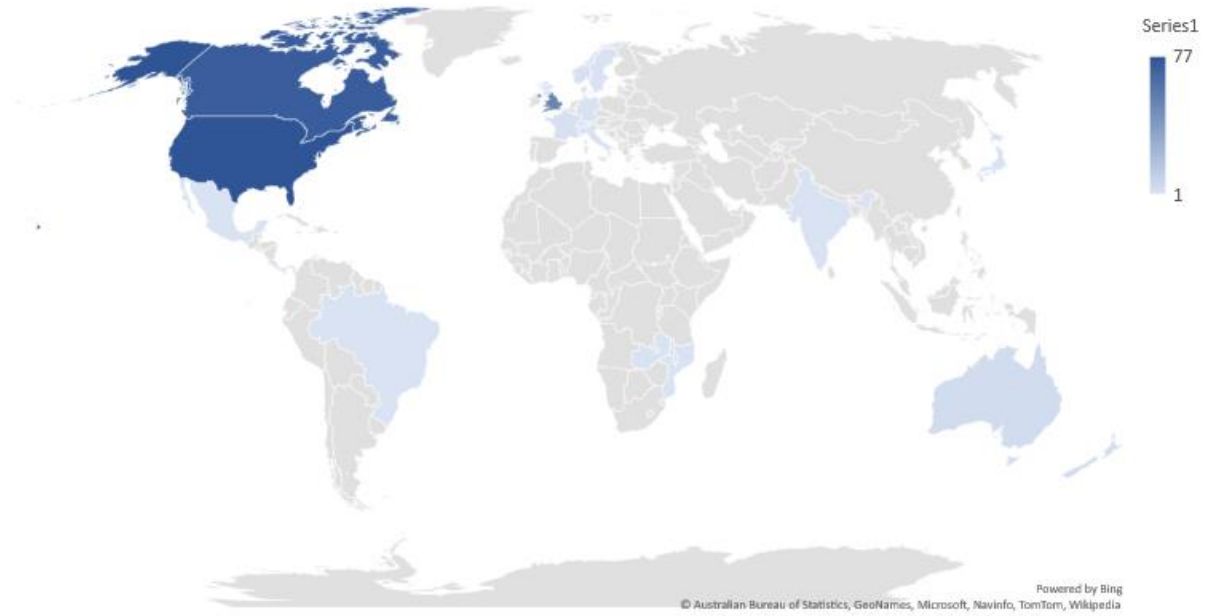 Series1
77
1
Powered by Bing
© Australian Bureau of Statistics, GeoNames, Microsoft, Navinfo, TomTom, Wikipedia